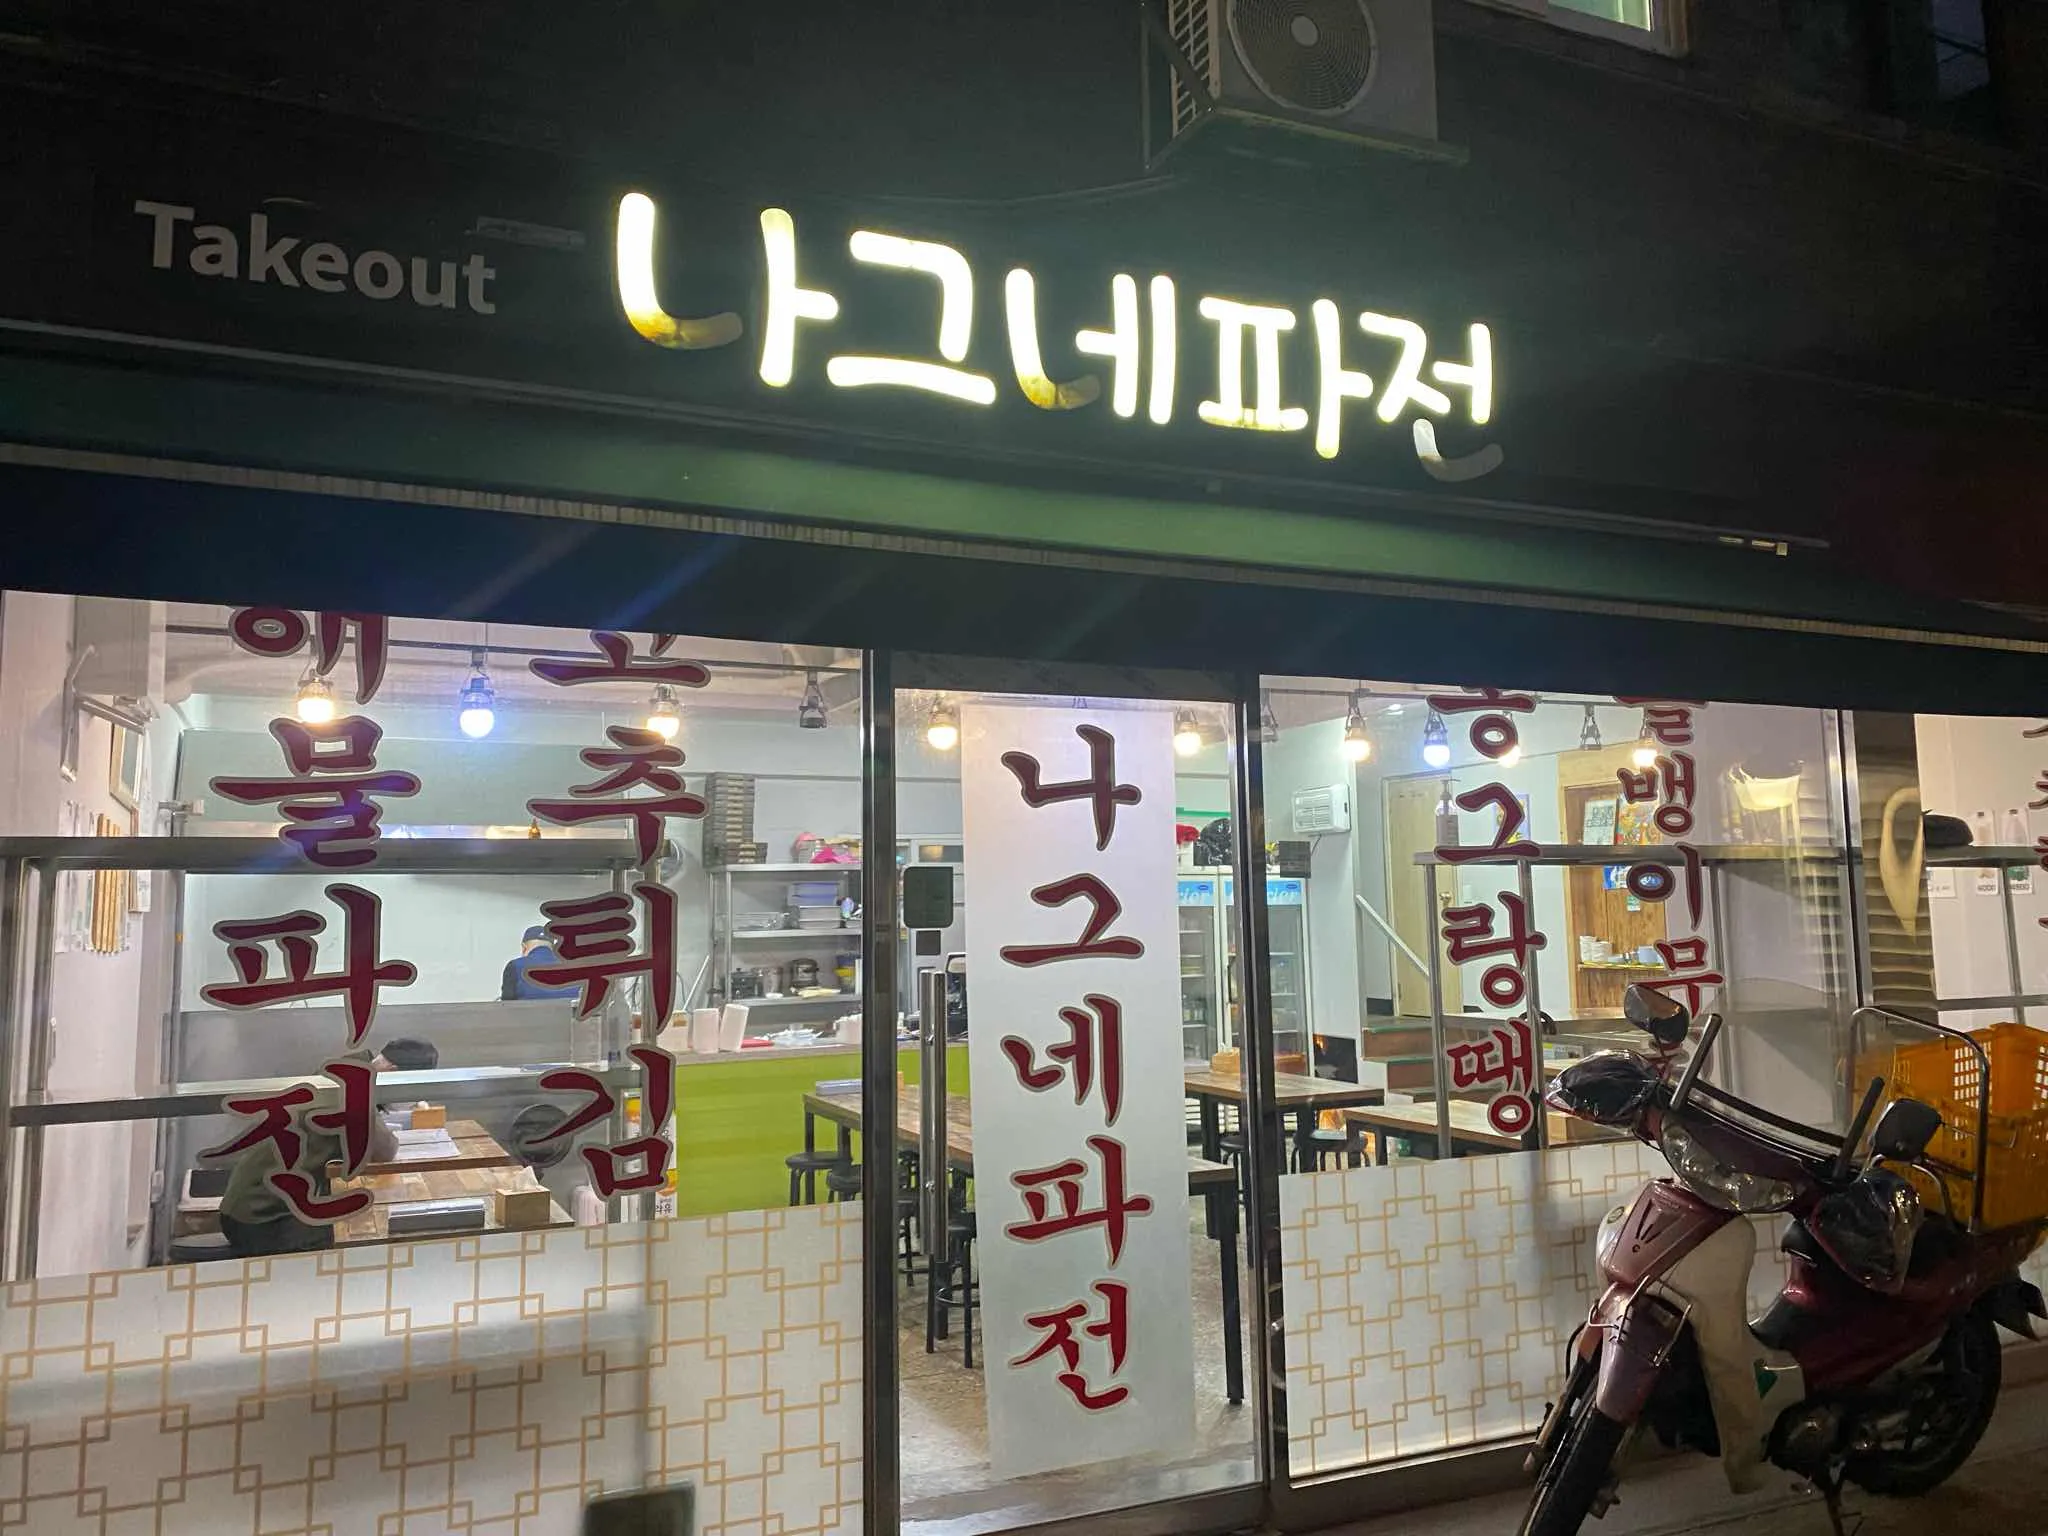 Takeout
나그네파전
해물파전
고추튀김
나그네파전
동그랑땡
골뱅이무